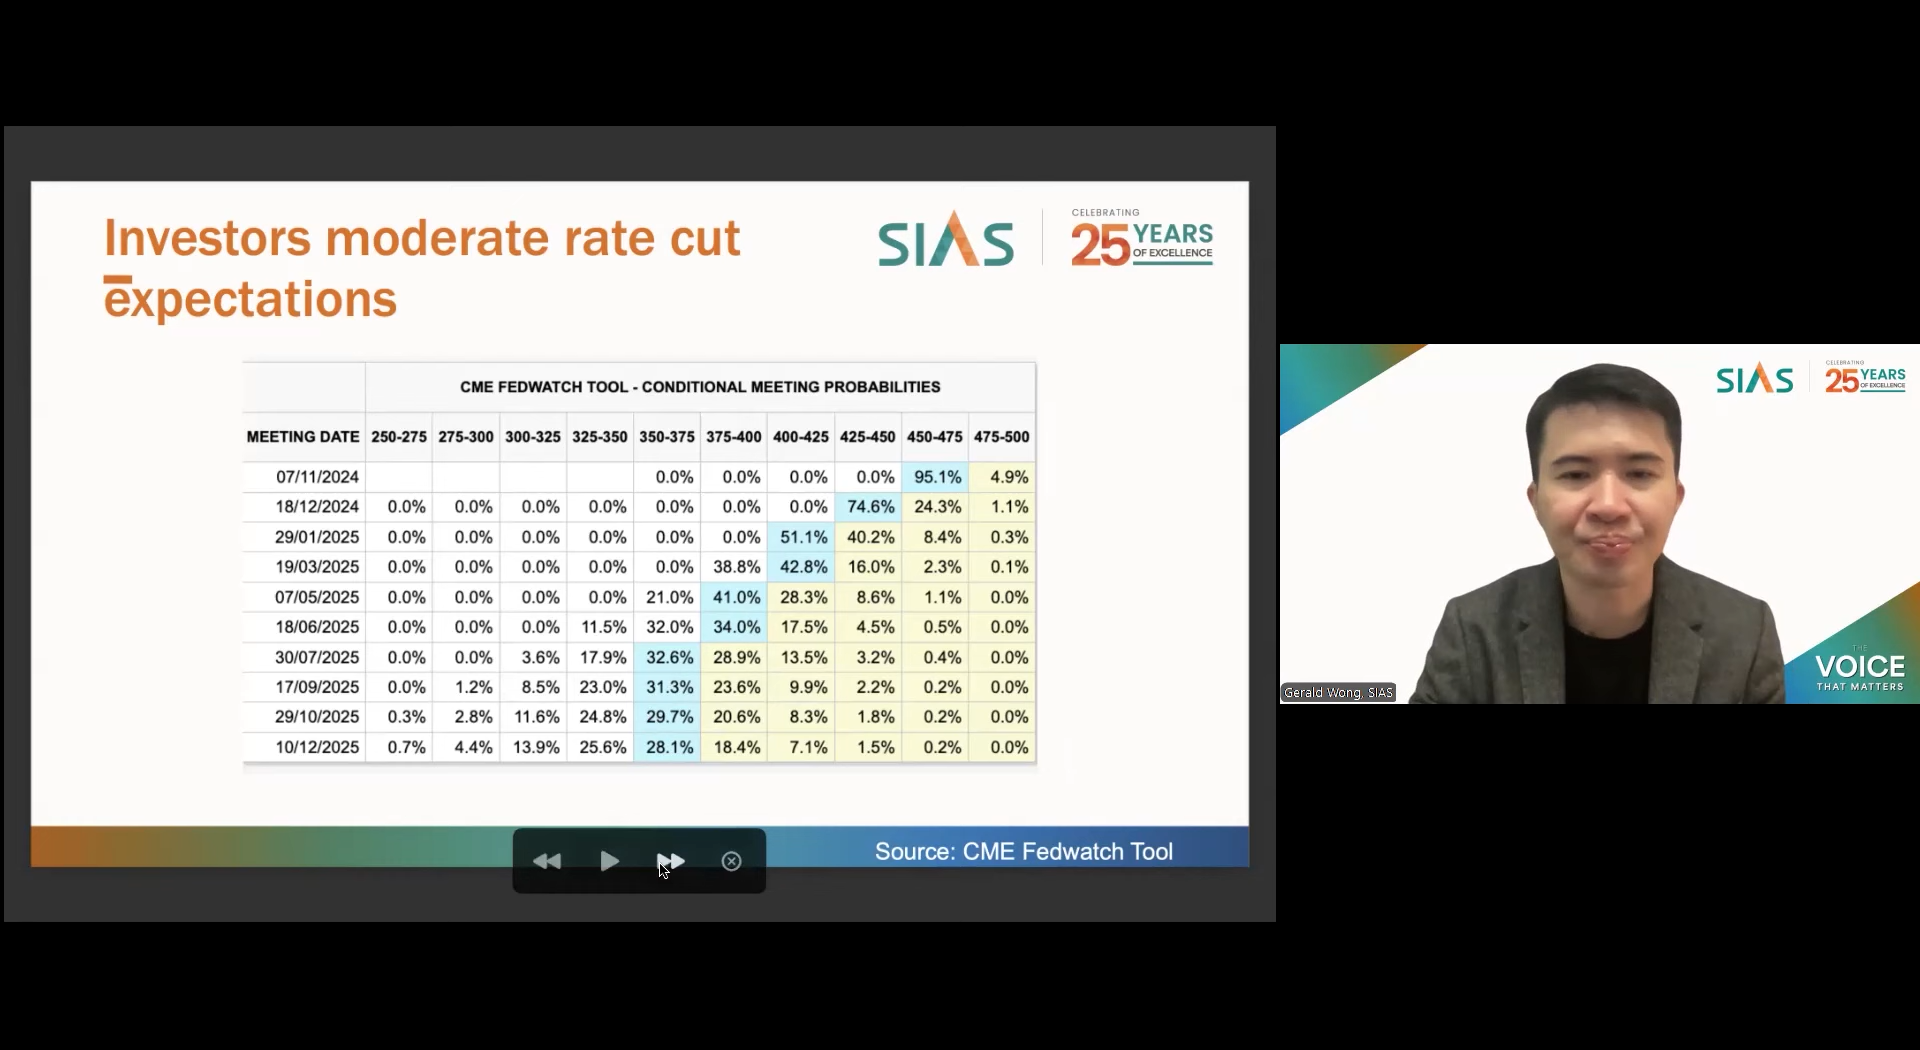 Investors moderate rate cut
expectations
SIAS
CELEBRATING
25 YEARS
OF EXCELLENCE
CME FEDWATCH TOOL - CONDITIONAL MEETING PROBABILITIES
MEETING DATE 250-275 275-300 300-325 325-350 350-375 375-400 400-425 425-450 450-475 475-500
07/11/2024 0.0% 0.0% 0.0% 0.0% 95.1% 4.9%
18/12/2024 0.0% 0.0% 0.0% 0.0% 0.0% 0.0% 0.0% 74.6% 24.3% 1.1%
29/01/2025 0.0% 0.0% 0.0% 0.0% 0.0% 0.0% 51.1% 40.2% 8.4% 0.3%
19/03/2025 0.0% 0.0% 0.0% 0.0% 0.0% 38.8% 42.8% 16.0% 2.3% 0.1%
07/05/2025 0.0% 0.0% 0.0% 0.0% 21.0% 41.0% 28.3% 8.6% 1.1% 0.0%
18/06/2025 0.0% 0.0% 0.0% 11.5% 32.0% 34.0% 17.5% 4.5% 0.5% 0.0%
30/07/2025 0.0% 0.0% 3.6% 17.9% 32.6% 28.9% 13.5% 3.2% 0.4% 0.0%
17/09/2025 0.0% 1.2% 8.5% 23.0% 31.3% 23.6% 9.9% 2.2% 0.2% 0.0%
29/10/2025 0.3% 2.8% 11.6% 24.8% 29.7% 20.6% 8.3% 1.8% 0.2% 0.0%
10/12/2025 0.7% 4.4% 13.9% 25.6% 28.1% 18.4% 7.1% 1.5% 0.2% 0.0%
Source: CME Fedwatch Tool
SIAS
CELEBRATING
25 YEARS
OF EXCELLENCE
THE
VOICE
THAT MATTERS
Gerald Wong, SIAS